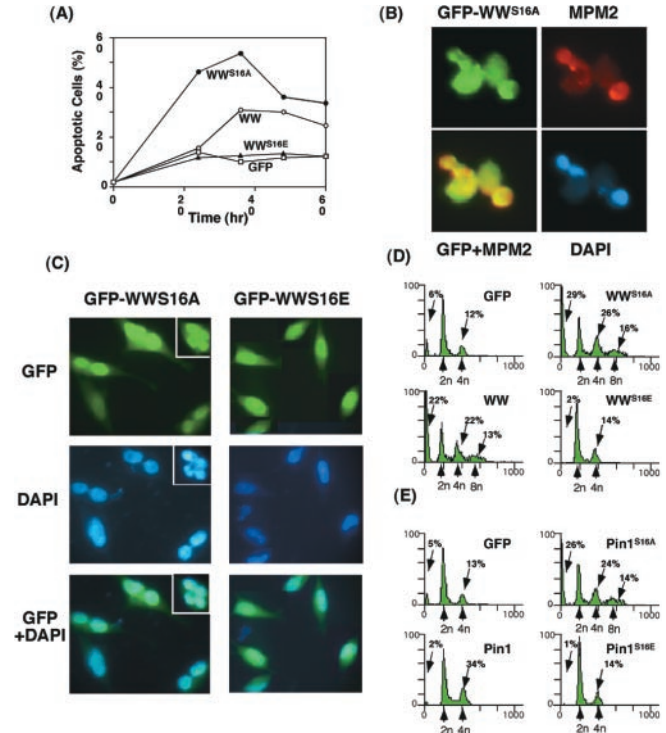 (A)
Apoptotic Cells (%)
6
0
4
0
2
0
0
WWS16A
WW
WWS16E
GFP
0
2
0
4
0
6
0
Time (hr)
(B)
GFP-WWS16A
MPM2
GFP+MPM2
DAPI
(C)
GFP-WWS16A
GFP-WWS16E
GFP
DAPI
GFP
+DAPI
(D)
100
6%
GFP
12%
0
0
2n
4n
1000
100
29%
WWS16A
26%
16%
0
0
2n
4n
8n
1000
100
22%
22%
13%
0
0
2n
4n
8n
1000
WW
100
WWS16E
2%
14%
0
0
2n
4n
1000
(E)
100
5%
GFP
13%
0
0
2n
4n
1000
100
26%
Pin1S16A
24%
14%
0
0
2n
4n
8n
1000
100
Pin1
2%
34%
0
0
2n
4n
1000
100
1%
Pin1S16E
14%
0
0
2n
4n
1000